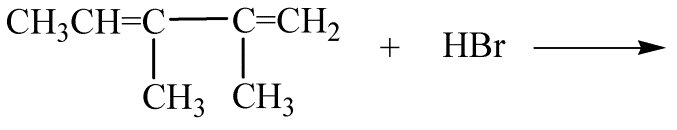 CH3CH=C—C=CH2 + HBr ⟶
CH3 CH3